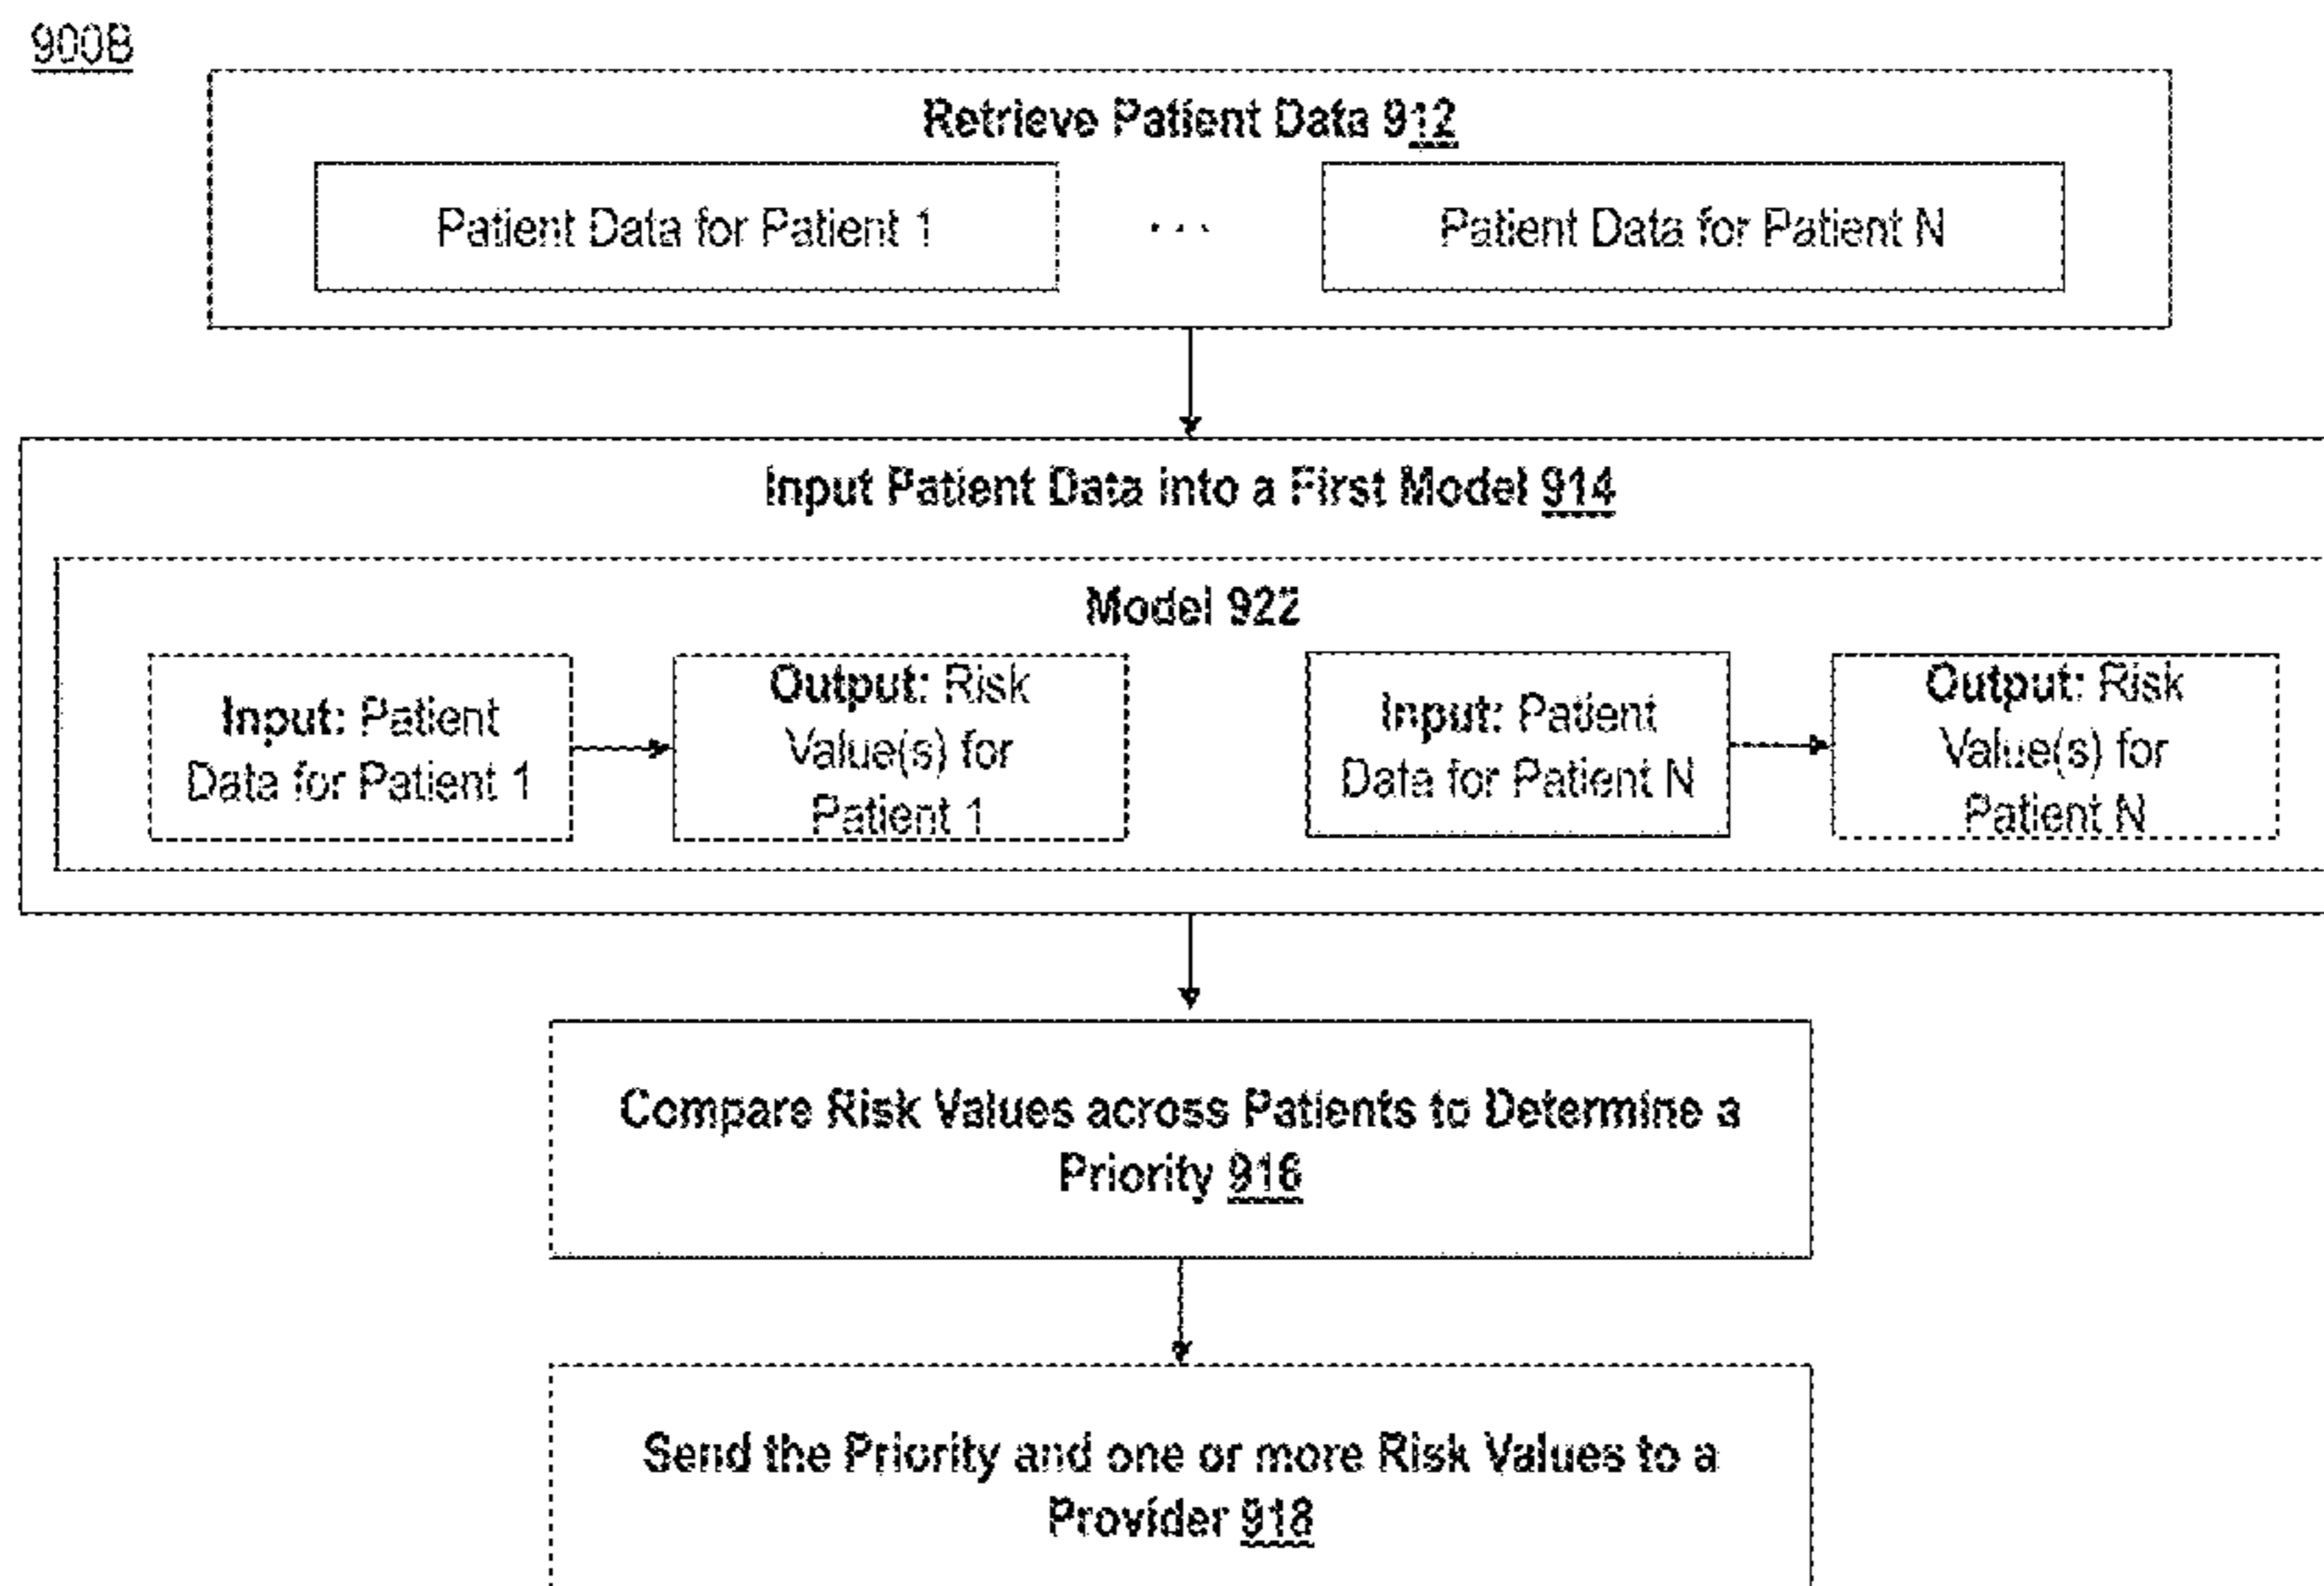 900B
Retrieve Patient Data 912
Patient Data for Patient 1
...
Patient Data for Patient N
Input Patient Data into a First Model 914
Model 922
Input: Patient
Data for Patient 1
Output: Risk
Value(s) for
Patient 1
Input: Patient
Data for Patient N
Output: Risk
Value(s) for
Patient N
Compare Risk Values across Patients to Determine a
Priority 916
Send the Priority and one or more Risk Values to a
Provider 918